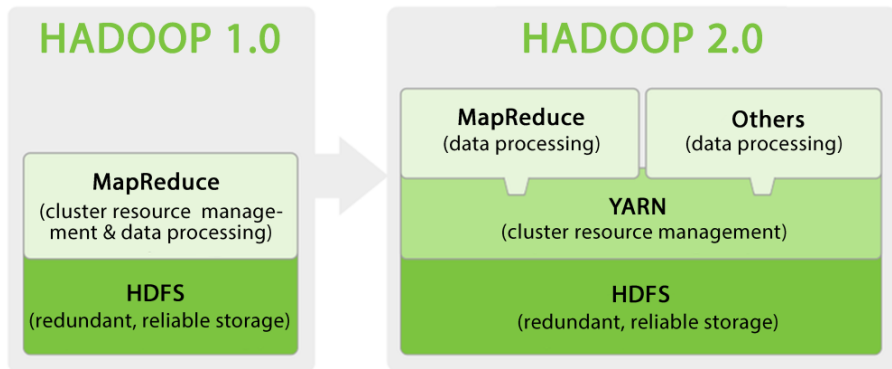 HADOOP 1.0
MapReduce
(cluster resource manage-
ment & data processing)
HDFS
(redundant, reliable storage)
HADOOP 2.0
MapReduce
(data processing)
Others
(data processing)
YARN
(cluster resource management)
HDFS
(redundant, reliable storage)